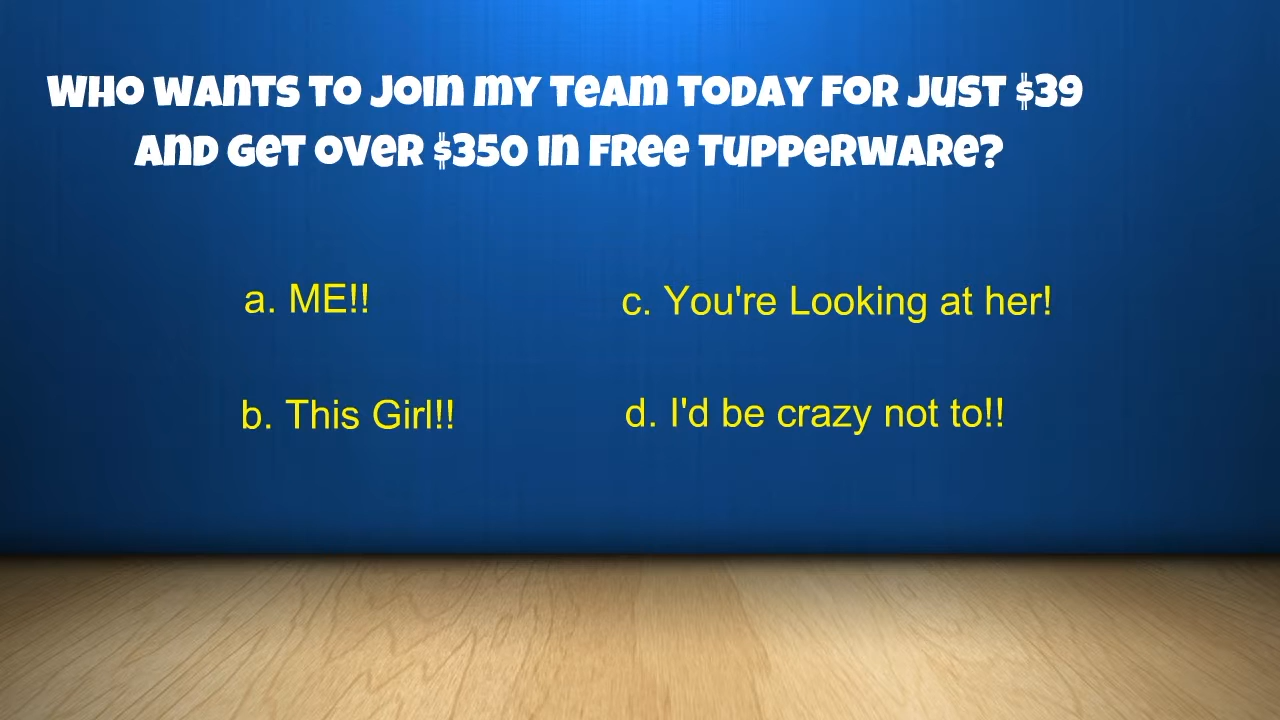 WHO WANTS TO JOIN MY TEAM TODAY FOR JUST $39
AND GET OVER $350 IN FREE TUPPERWARE?
a. ME!!
b. This Girl!!
c. You're Looking at her!
d. I'd be crazy not to!!